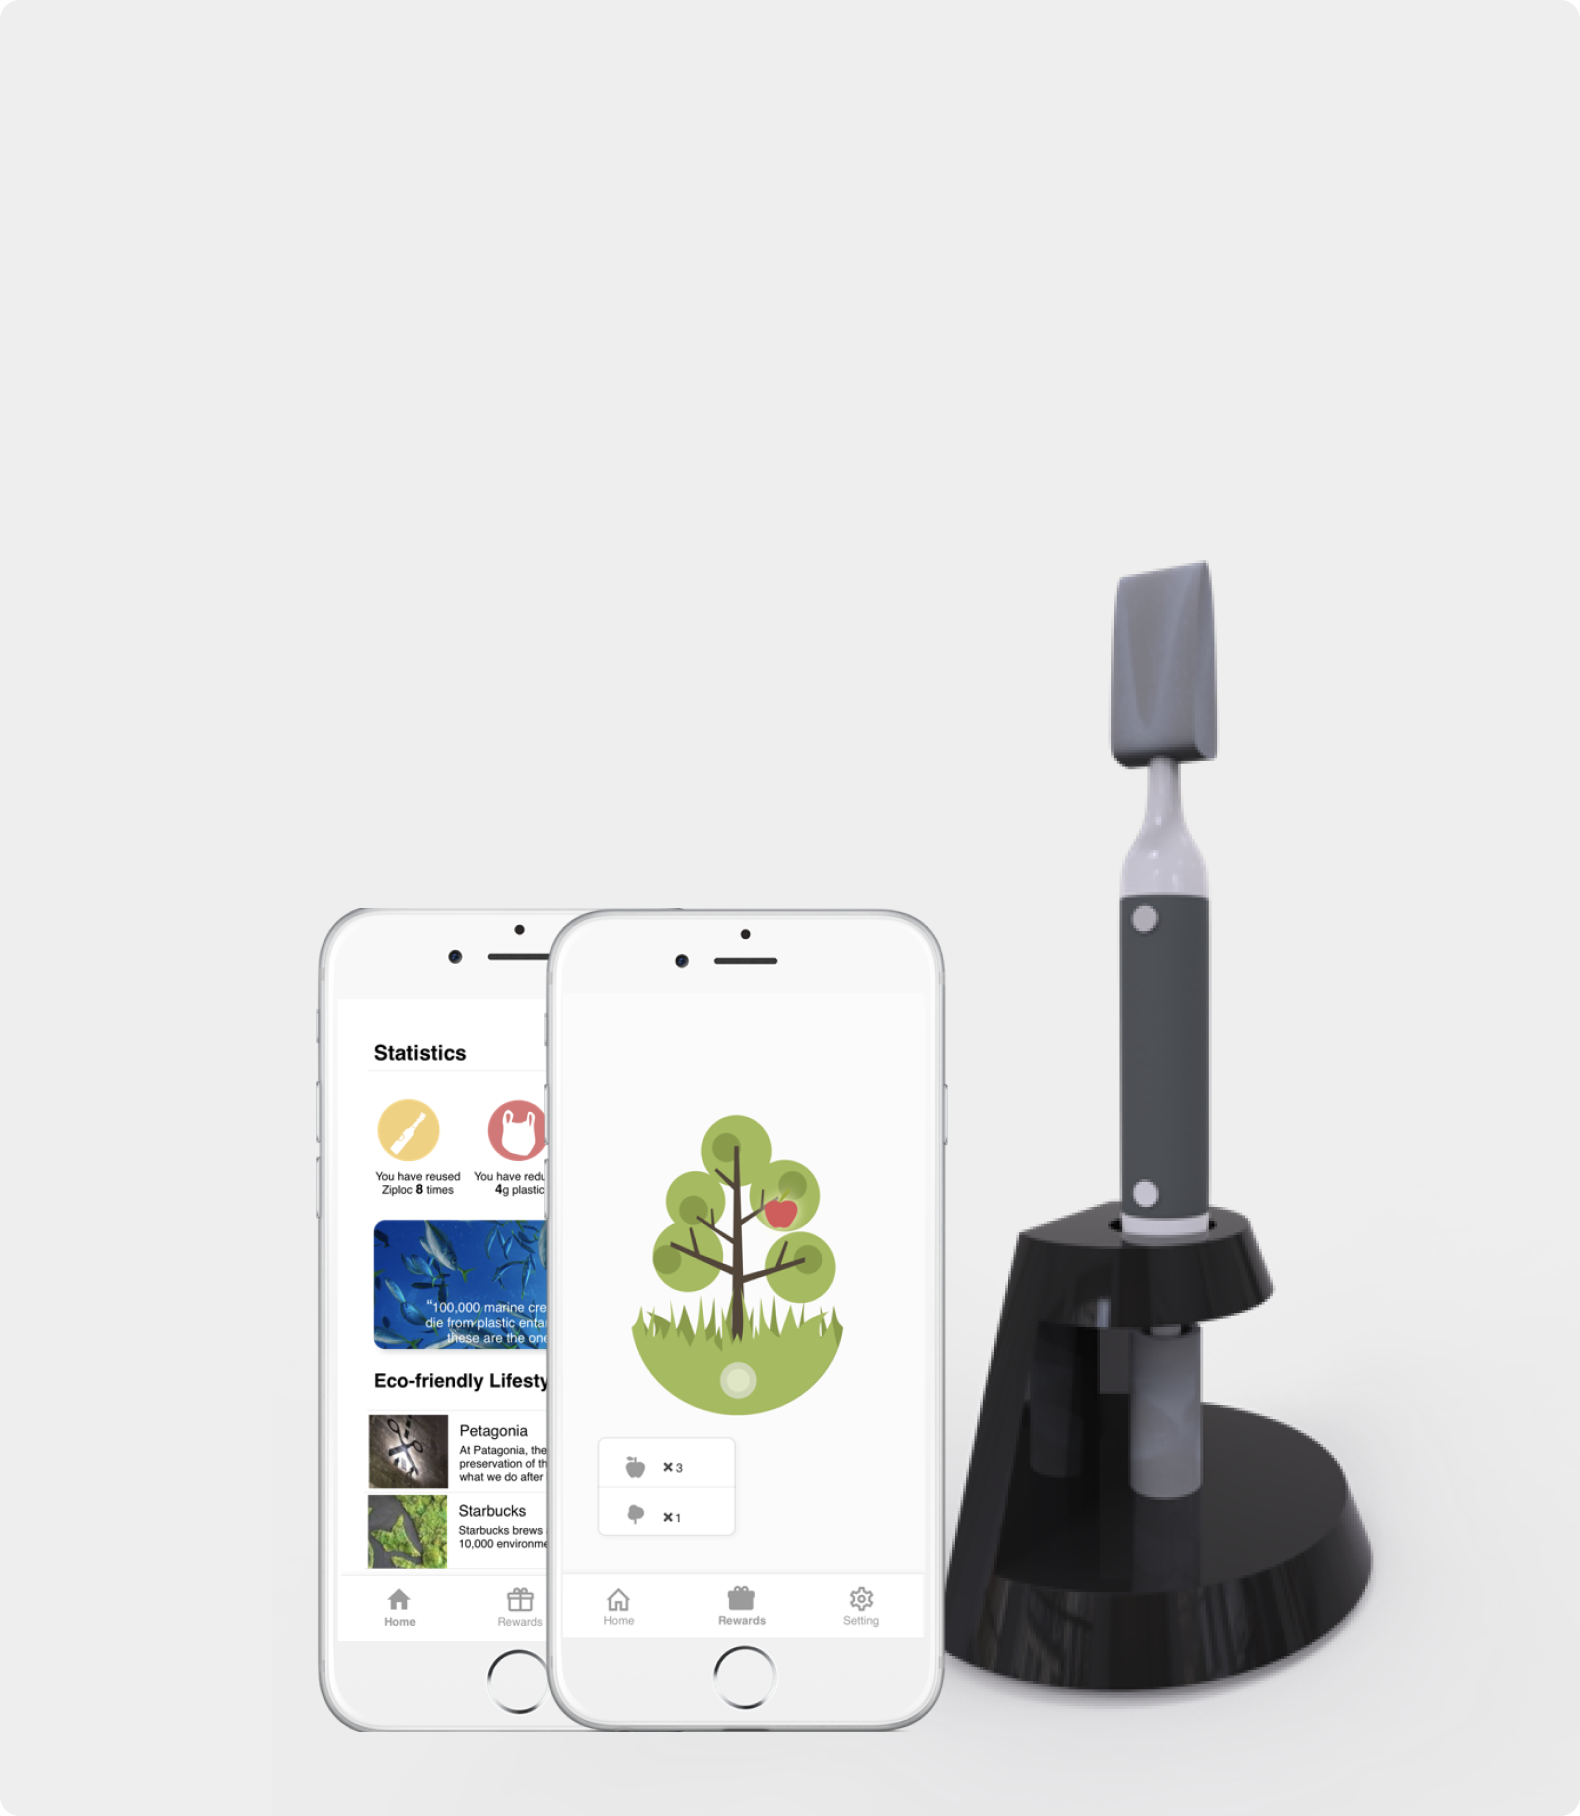 Statistics
You have reused
Ziploc 8 times
You have redu
4g plastic
“100,000 marine cre
die from plastic enta
these are the one
Eco-friendly Lifesty
Petagonia
At Patagonia, the
preservation of th
what we do after
Starbucks
Starbucks brews
10,000 environme
Home
Rewards
×3
×1
Home
Rewards
Setting